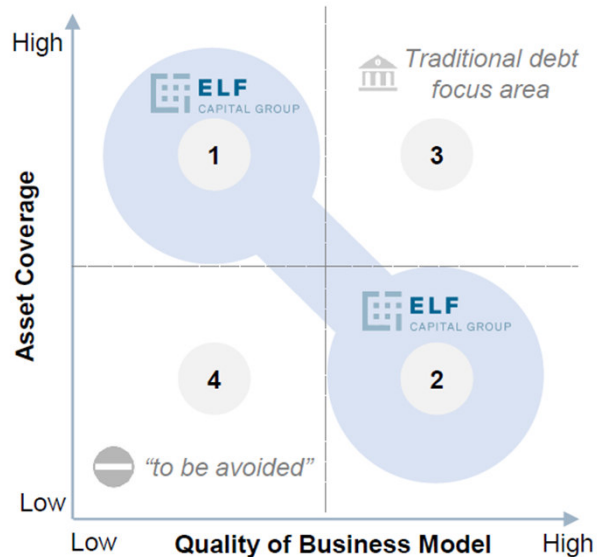 High
ELF
CAPITAL GROUP
Traditional debt
focus area
1
3
Asset Coverage
ELF
CAPITAL GROUP
4
2
"to be avoided"
Low
Low
Quality of Business Model
High